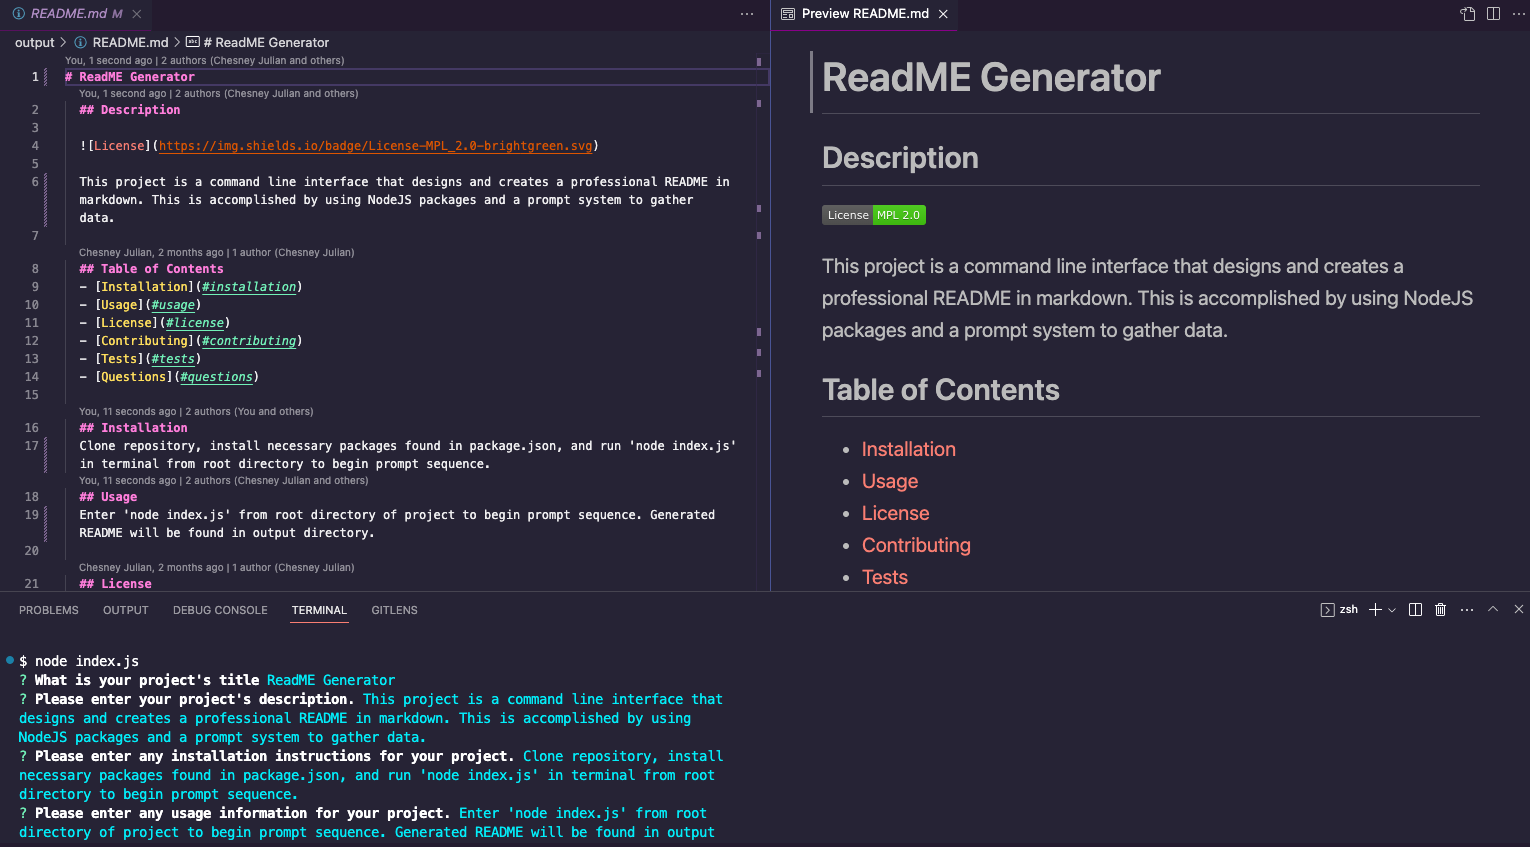 README.md M
Preview README.md
output > README.md > # ReadME Generator
You, 1 second ago | 2 authors (Chesney Julian and others)
1 # ReadME Generator
You, 1 second ago | 2 authors (Chesney Julian and others)
2 ## Description
3
4 ![License](https://img.shields.io/badge/License-MPL_2.0-brightgreen.svg)
5
6 This project is a command line interface that designs and creates a professional README in
markdown. This is accomplished by using NodeJS packages and a prompt system to gather
data.
7
Chesney Julian, 2 months ago | 1 author (Chesney Julian)
8 ## Table of Contents
9 - [Installation](#installation)
10 - [Usage](#usage)
11 - [License](#license)
12 - [Contributing](#contributing)
13 - [Tests](#tests)
14 - [Questions](#questions)
15
You, 11 seconds ago | 2 authors (You and others)
16 ## Installation
17 Clone repository, install necessary packages found in package.json, and run 'node index.js'
in terminal from root directory to begin prompt sequence.
You, 11 seconds ago | 2 authors (Chesney Julian and others)
18 ## Usage
19 Enter 'node index.js' from root directory of project to begin prompt sequence. Generated
README will be found in output directory.
20
Chesney Julian, 2 months ago | 1 author (Chesney Julian)
21 ## License
ReadME Generator
Description
License MPL 2.0
This project is a command line interface that designs and creates a
professional README in markdown. This is accomplished by using NodeJS
packages and a prompt system to gather data.
Table of Contents
• Installation
• Usage
• License
• Contributing
• Tests
PROBLEMS OUTPUT DEBUG CONSOLE TERMINAL GITLENS
zsh
$ node index.js
? What is your project's title ReadME Generator
? Please enter your project's description. This project is a command line interface that
designs and creates a professional README in markdown. This is accomplished by using
NodeJS packages and a prompt system to gather data.
? Please enter any installation instructions for your project. Clone repository, install
necessary packages found in package.json, and run 'node index.js' in terminal from root
directory to begin prompt sequence.
? Please enter any usage information for your project. Enter 'node index.js' from root
directory of project to begin prompt sequence. Generated README will be found in output